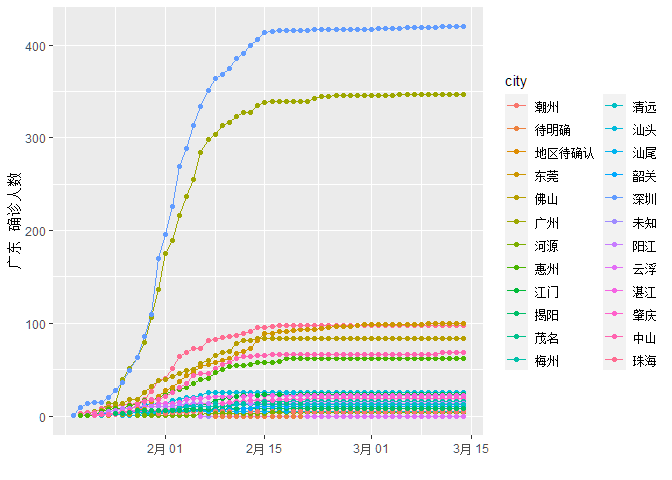 广东 确诊人数
400
300
200
100
0
2月 01
2月 15
3月 01
3月 15
city
潮州
待明确
地区待确认
东莞
佛山
广州
河源
惠州
江门
揭阳
茂名
梅州
清远
汕头
汕尾
韶关
深圳
未知
阳江
云浮
湛江
肇庆
中山
珠海